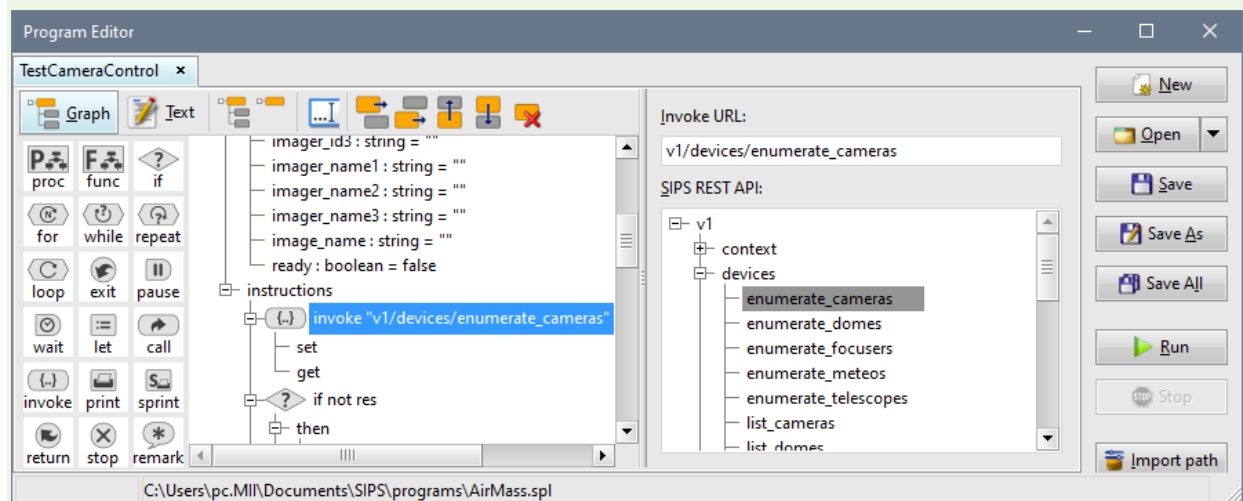 Program Editor
TestCameraControl ×
Graph
Text
P
F
?
proc
func
if
N×
for
while
repeat
C
loop
exit
pause
:=
wait
let
call
{..}
S
invoke
print
sprint
*
return
stop
remark
imager_id3 : string = ""
imager_name1 : string = ""
imager_name2 : string = ""
imager_name3 : string = ""
image_name : string = ""
ready : boolean = false
instructions
{..} invoke "v1/devices/enumerate_cameras"
set
get
? if not res
then
Invoke URL:
v1/devices/enumerate_cameras
SIPS REST API:
v1
context
devices
enumerate_cameras
enumerate_domes
enumerate_focusers
enumerate_meteos
enumerate_telescopes
list_cameras
list_domes
New
Open
Save
Save As
Save All
Run
STOP Stop
Import path
C:\Users\pc.MII\Documents\SIPS\programs\AirMass.spl